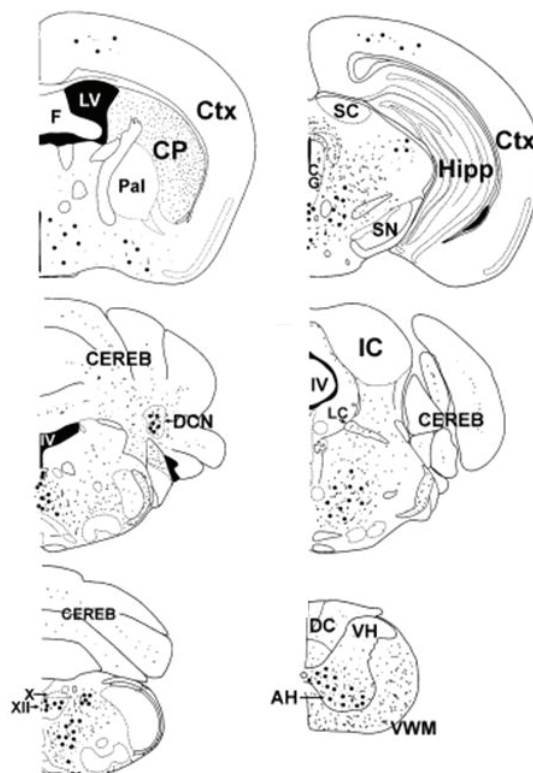 LV
F
Ctx
CP
Pal
SC
Ctx
Hipp
C
G
SN
CEREB
DCN
IV
IC
IV
LC
CEREB
CEREB
X
XII
DC
VH
AH
VWM